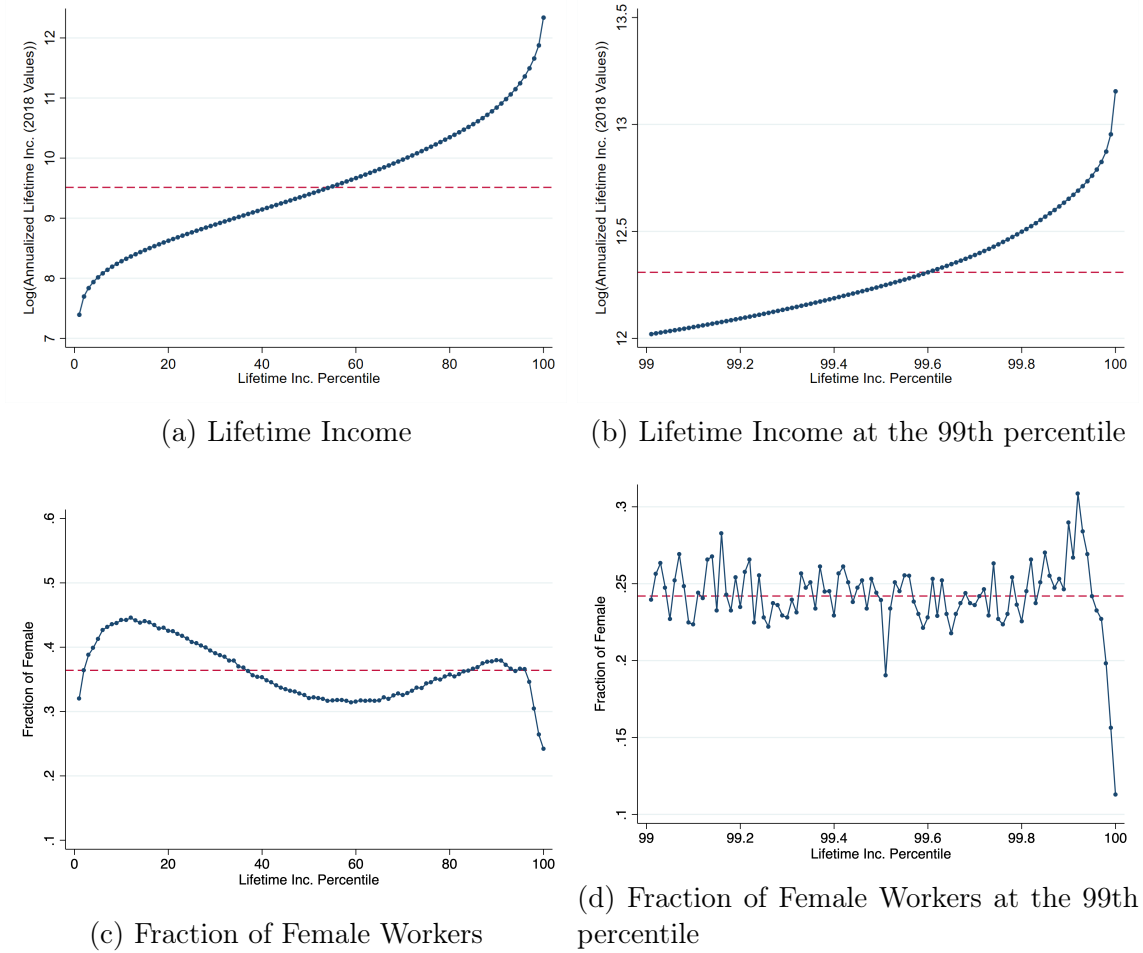 Log(Annualized Lifetime Inc. (2018 Values))
12
11
10
9
8
7
0 20 40 60 80 100
Lifetime Inc. Percentile
(a) Lifetime Income
Log(Annualized Lifetime Inc. (2018 Values))
13.5
13
12.5
12
99 99.2 99.4 99.6 99.8 100
Lifetime Inc. Percentile
(b) Lifetime Income at the 99th percentile
Fraction of Female
.6
.5
.4
.3
.2
.1
0 20 40 60 80 100
Lifetime Inc. Percentile
(c) Fraction of Female Workers
Fraction of Female
.3
.25
.2
.15
.1
99 99.2 99.4 99.6 99.8 100
Lifetime Inc. Percentile
(d) Fraction of Female Workers at the 99th
percentile